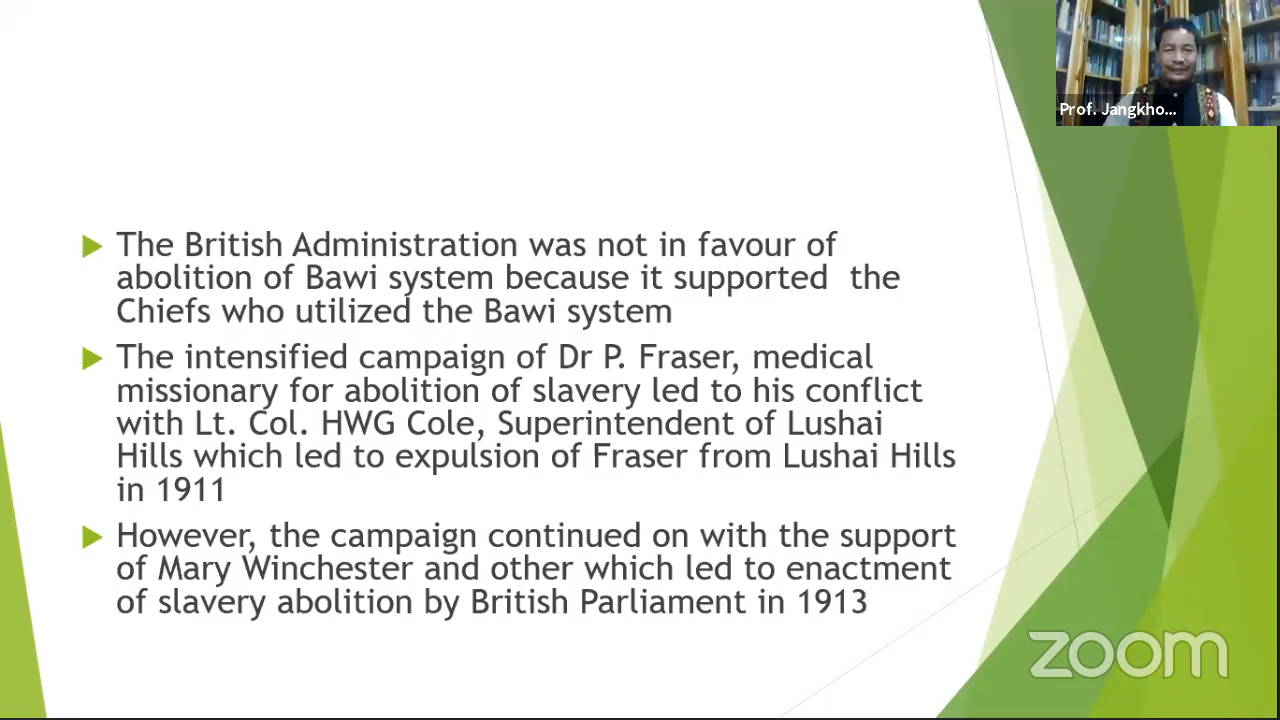 Prof. Jangkho...
The British Administration was not in favour of
abolition of Bawi system because it supported the
Chiefs who utilized the Bawi system
The intensified campaign of Dr P. Fraser, medical
missionary for abolition of slavery led to his conflict
with Lt. Col. HWG Cole, Superintendent of Lushai
Hills which led to expulsion of Fraser from Lushai Hills
in 1911
However, the campaign continued on with the support
of Mary Winchester and other which led to enactment
of slavery abolition by British Parliament in 1913
zoom